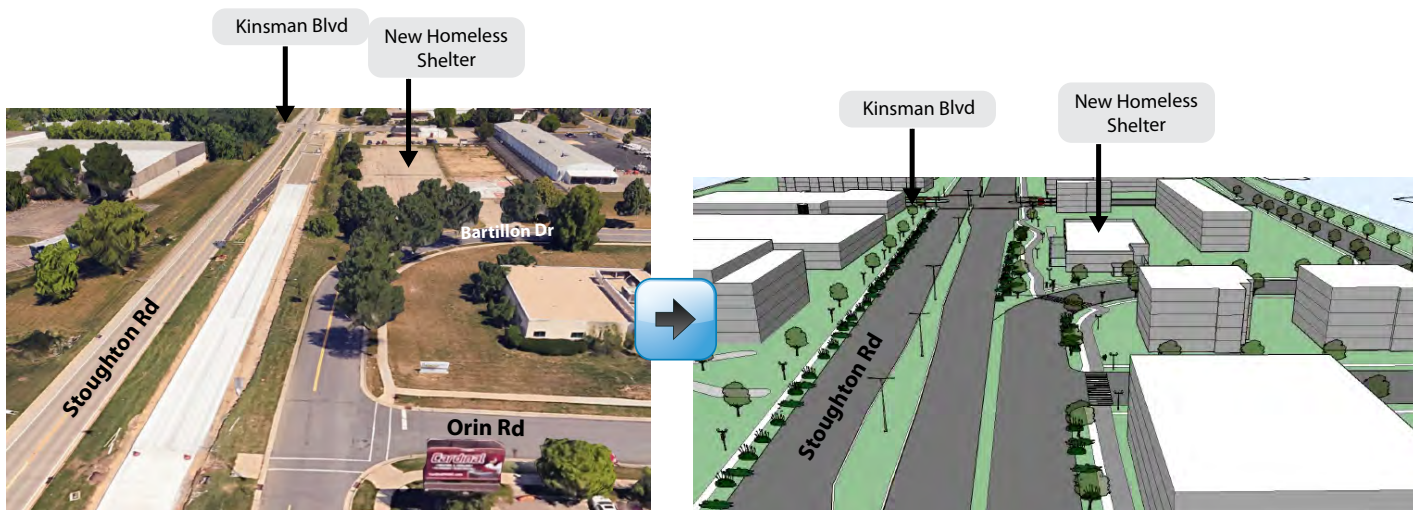 Kinsman Blvd
New Homeless
Shelter
Bartillon Dr
Stoughton Rd
Orin Rd
Cardinal
Kinsman Blvd
New Homeless
Shelter
Stoughton Rd